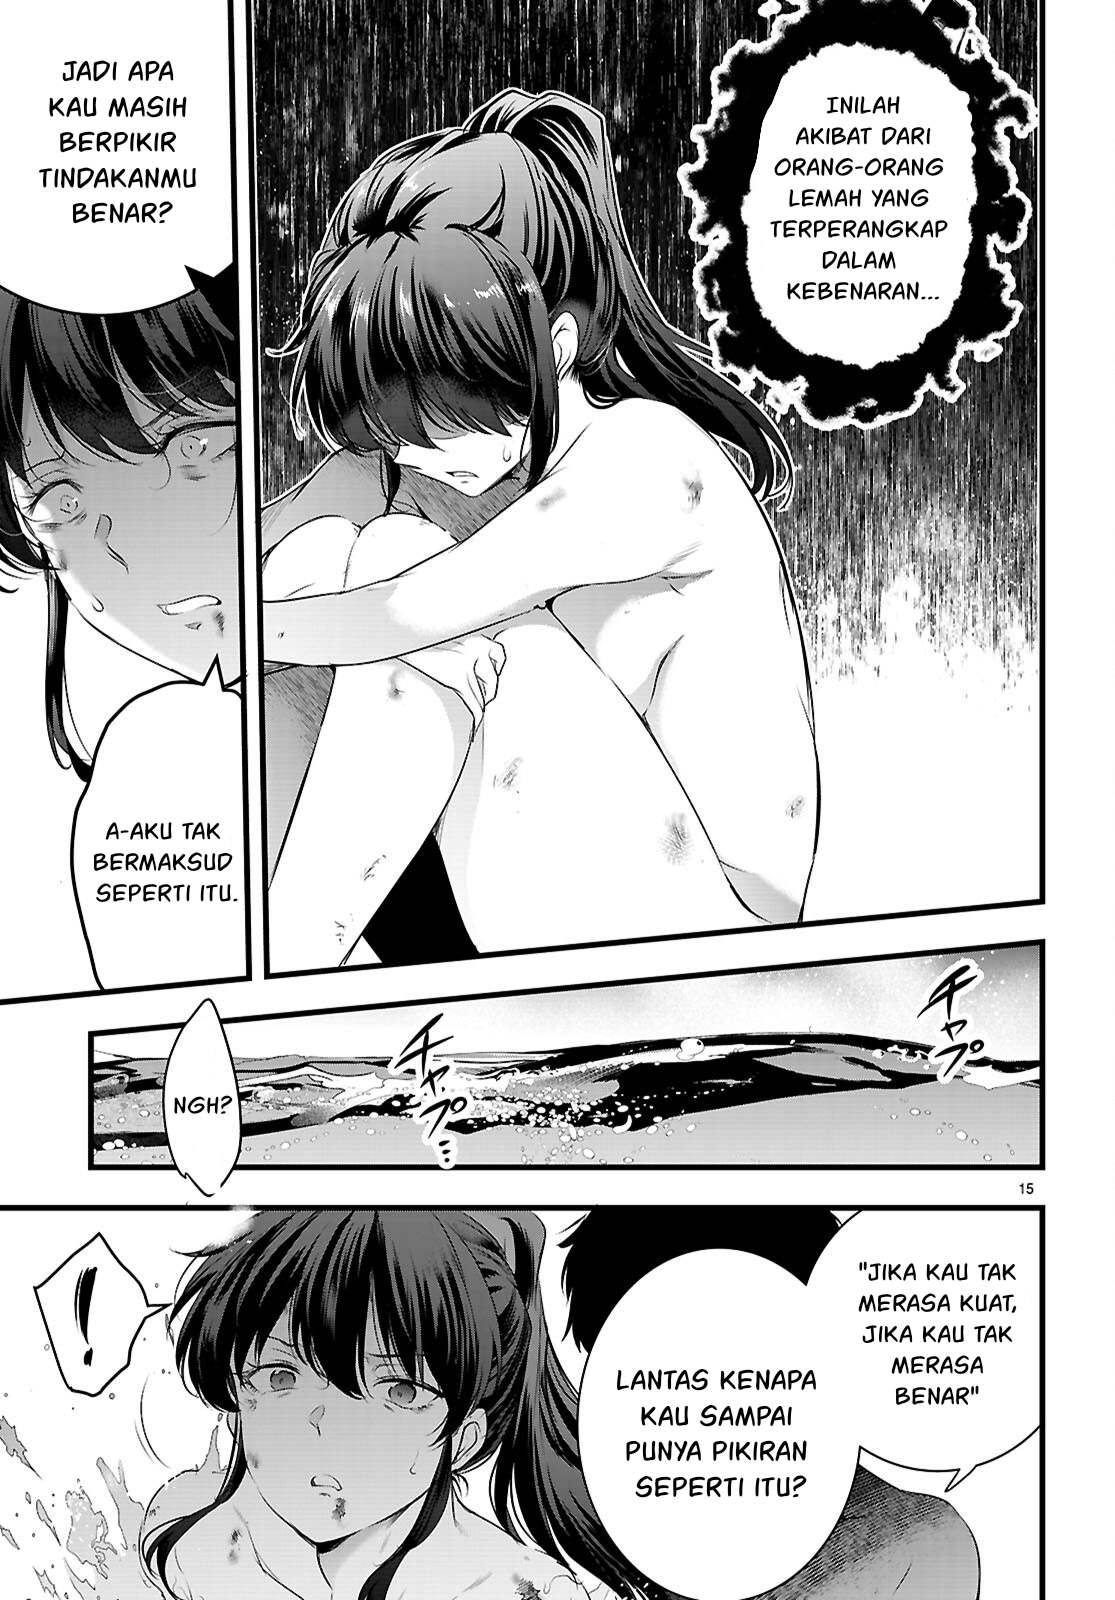 INILAH
AKIBAT DARI
ORANG-ORANG
LEMAH YANG
TERPERANGKAP
DALAM
KEBENARAN...
JADI APA
KAU MASIH
BERPIKIR
TINDAKANMU
BENAR?
A-AKU TAK
BERMAKSUD
SEPERTI ITU.
チャプ
チャプ…
NGH?
15
"JIKA KAU TAK
MERASA KUAT,
JIKA KAU TAK
MERASA
BENAR"
LANTAS KENAPA
KAU SAMPAI
PUNYA PIKIRAN
SEPERTI ITU?
!